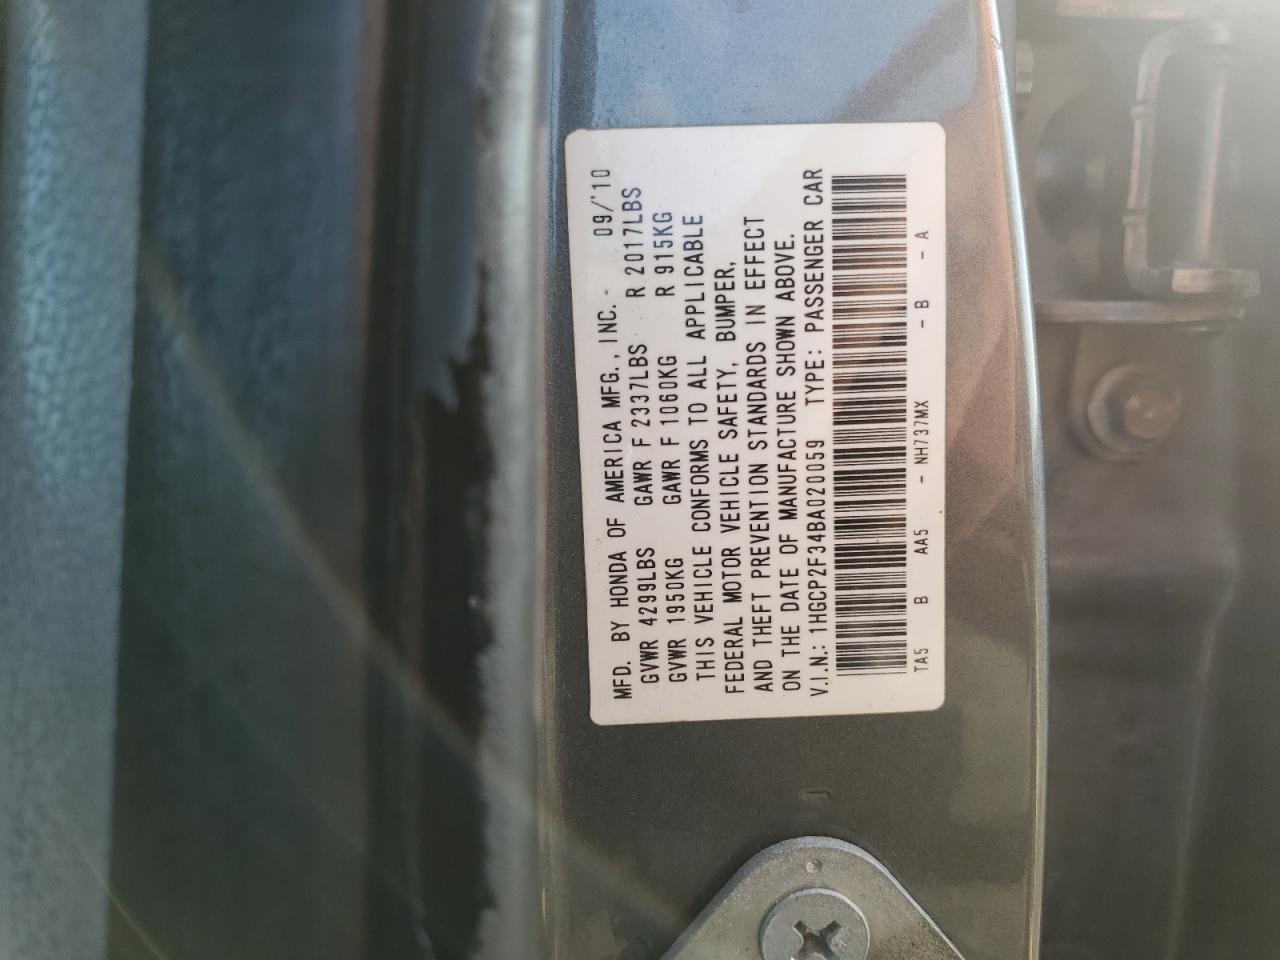 MFD. BY HONDA OF AMERICA MFG., INC. 09/'10
GVWR 4299LBS GAWR F 2337LBS R 2017LBS
GVWR 1950KG GAWR F 1060KG R 915KG
THIS VEHICLE CONFORMS TO ALL APPLICABLE
FEDERAL MOTOR VEHICLE SAFETY, BUMPER,
AND THEFT PREVENTION STANDARDS IN EFFECT
ON THE DATE OF MANUFACTURE SHOWN ABOVE.
V.I.N.: 1HGCP2F34BA020059 TYPE: PASSENGER CAR
TA5 B AA5 - NH737MX - B - A